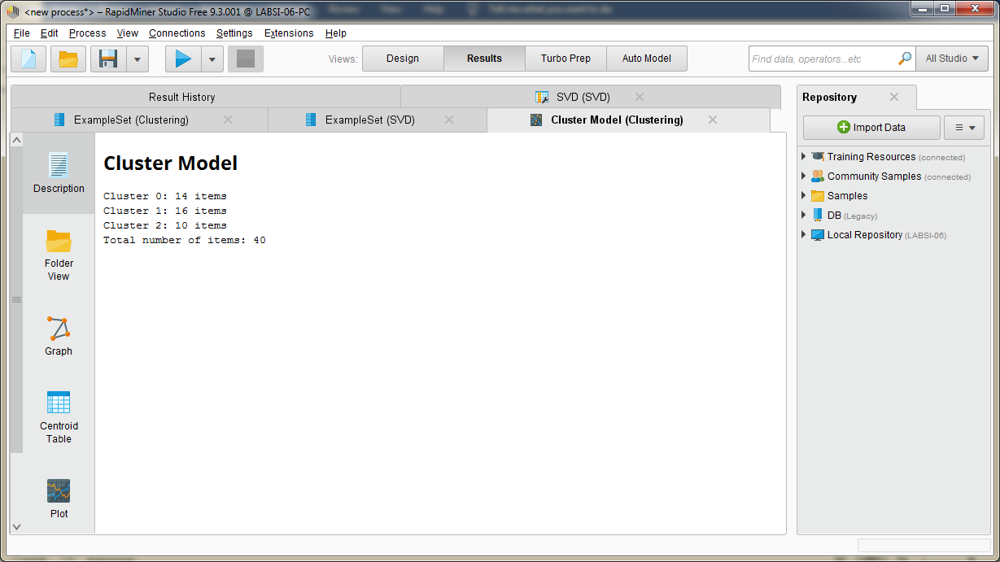 <new process*> – RapidMiner Studio Free 9.3.001 @ LABSI-06-PC
File Edit Process View Connections Settings Extensions Help
Views: Design Results Turbo Prep Auto Model
Find data, operators...etc All Studio
Result History SVD (SVD)
ExampleSet (Clustering) ExampleSet (SVD) Cluster Model (Clustering)
Repository
Import Data
Training Resources (connected)
Community Samples (connected)
Samples
DB (Legacy)
Local Repository (LABSI-06)
Description
Folder
View
Graph
Centroid
Table
Plot
Cluster Model
Cluster 0: 14 items
Cluster 1: 16 items
Cluster 2: 10 items
Total number of items: 40